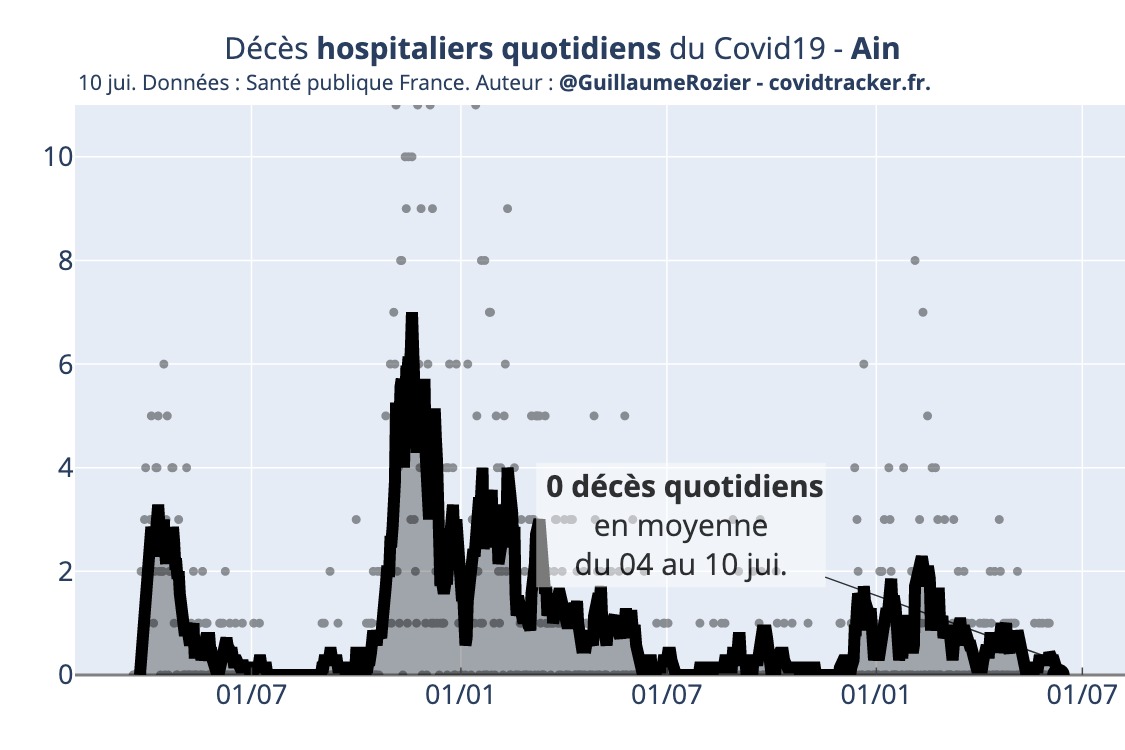 Décès hospitaliers quotidiens du Covid19 - Ain
10 jui. Données : Santé publique France. Auteur : @GuillaumeRozier - covidtracker.fr.
10
8
6
4
2
0
0 décès quotidiens
en moyenne
du 04 au 10 jui.
01/07 01/01 01/07 01/01 01/07